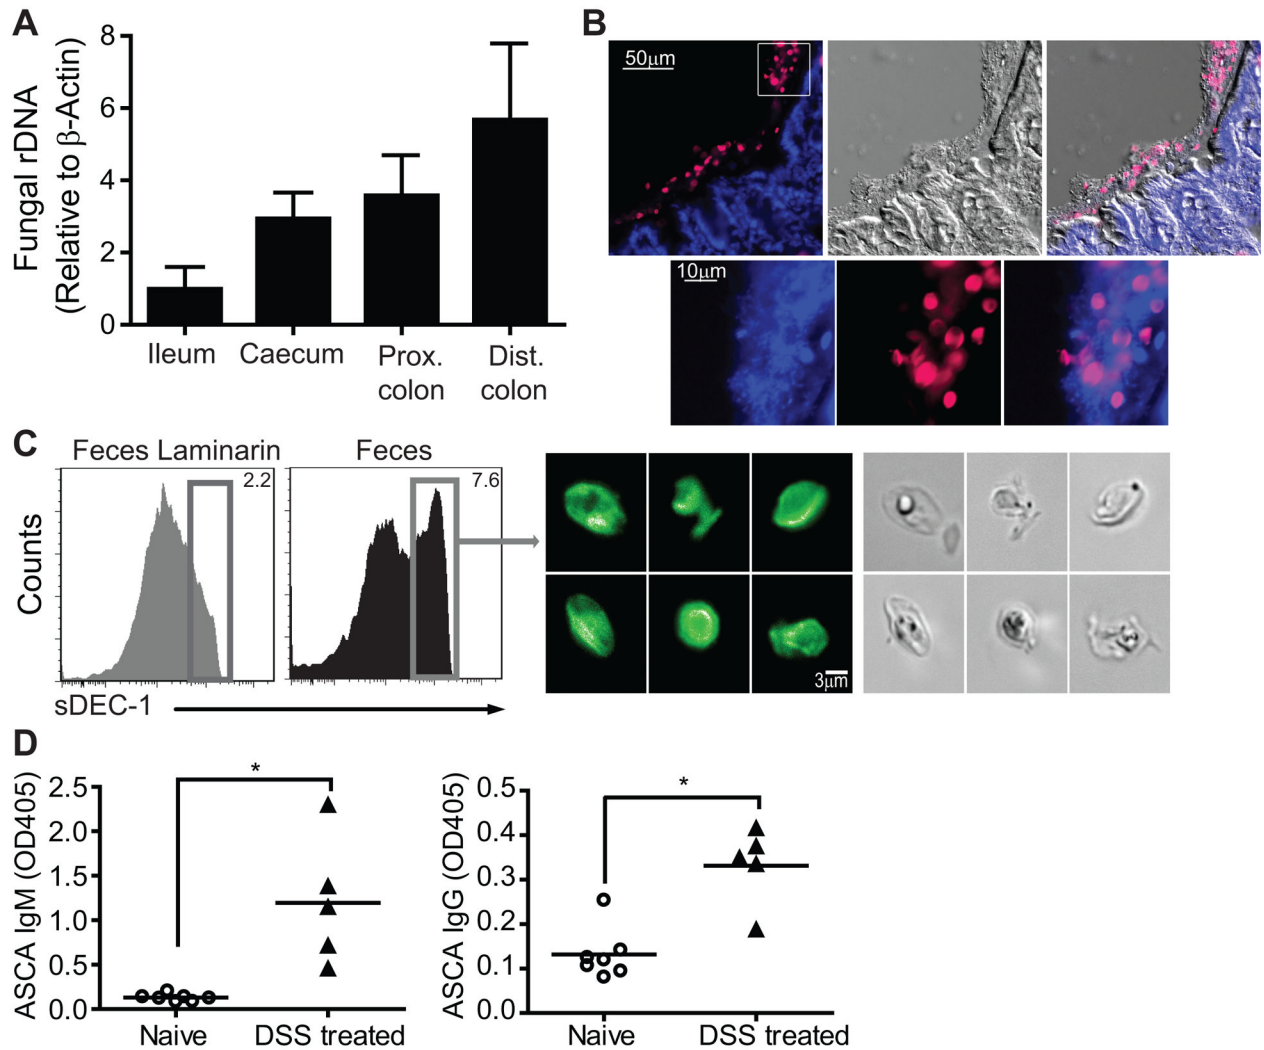 A
Fungal rDNA
(Relative to β-Actin)
8
6
4
2
0
Ileum
Caecum
Prox.
colon
Dist.
colon
B
50μm
10μm
C
Feces Laminarin
2.2
Feces
7.6
Counts
sDEC-1
3μm
D
ASCA IgM (OD405)
2.5
2.0
1.5
1.0
0.5
0.0
*
Naive
DSS treated
ASCA IgG (OD405)
0.5
0.4
0.3
0.2
0.1
0.0
*
Naive
DSS treated